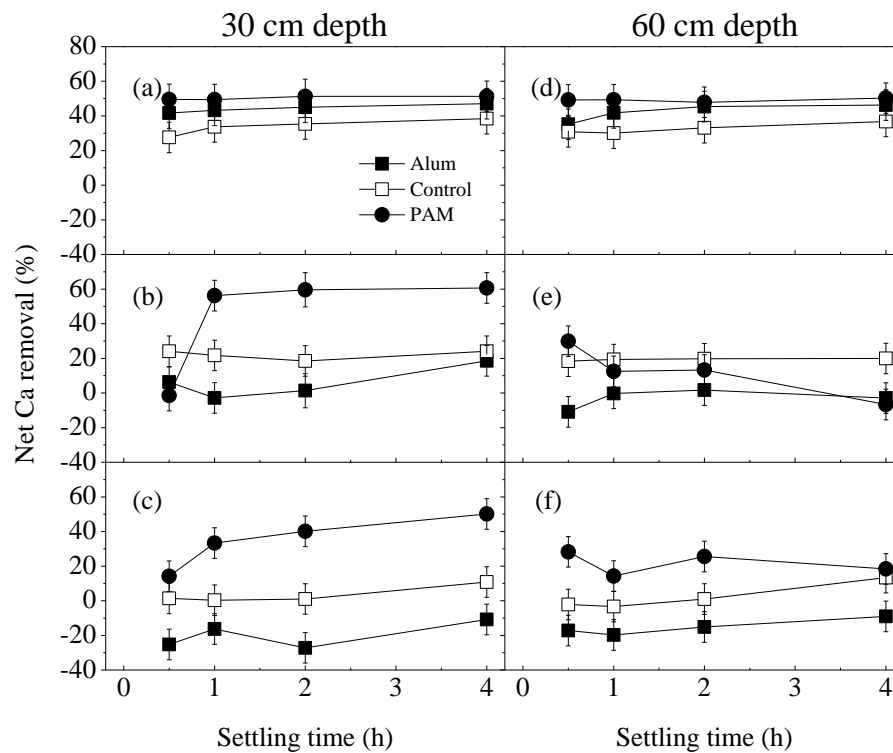 30 cm depth 60 cm depth
80
60
40
20
0
-20
-40
(a)
Alum
Control
PAM
(d)
60
40
20
0
-20
-40
(b)
(e)
60
40
20
0
-20
-40
(c)
(f)
Net Ca removal (%)
0 1 2 3 4 0 1 2 3 4
Settling time (h) Settling time (h)